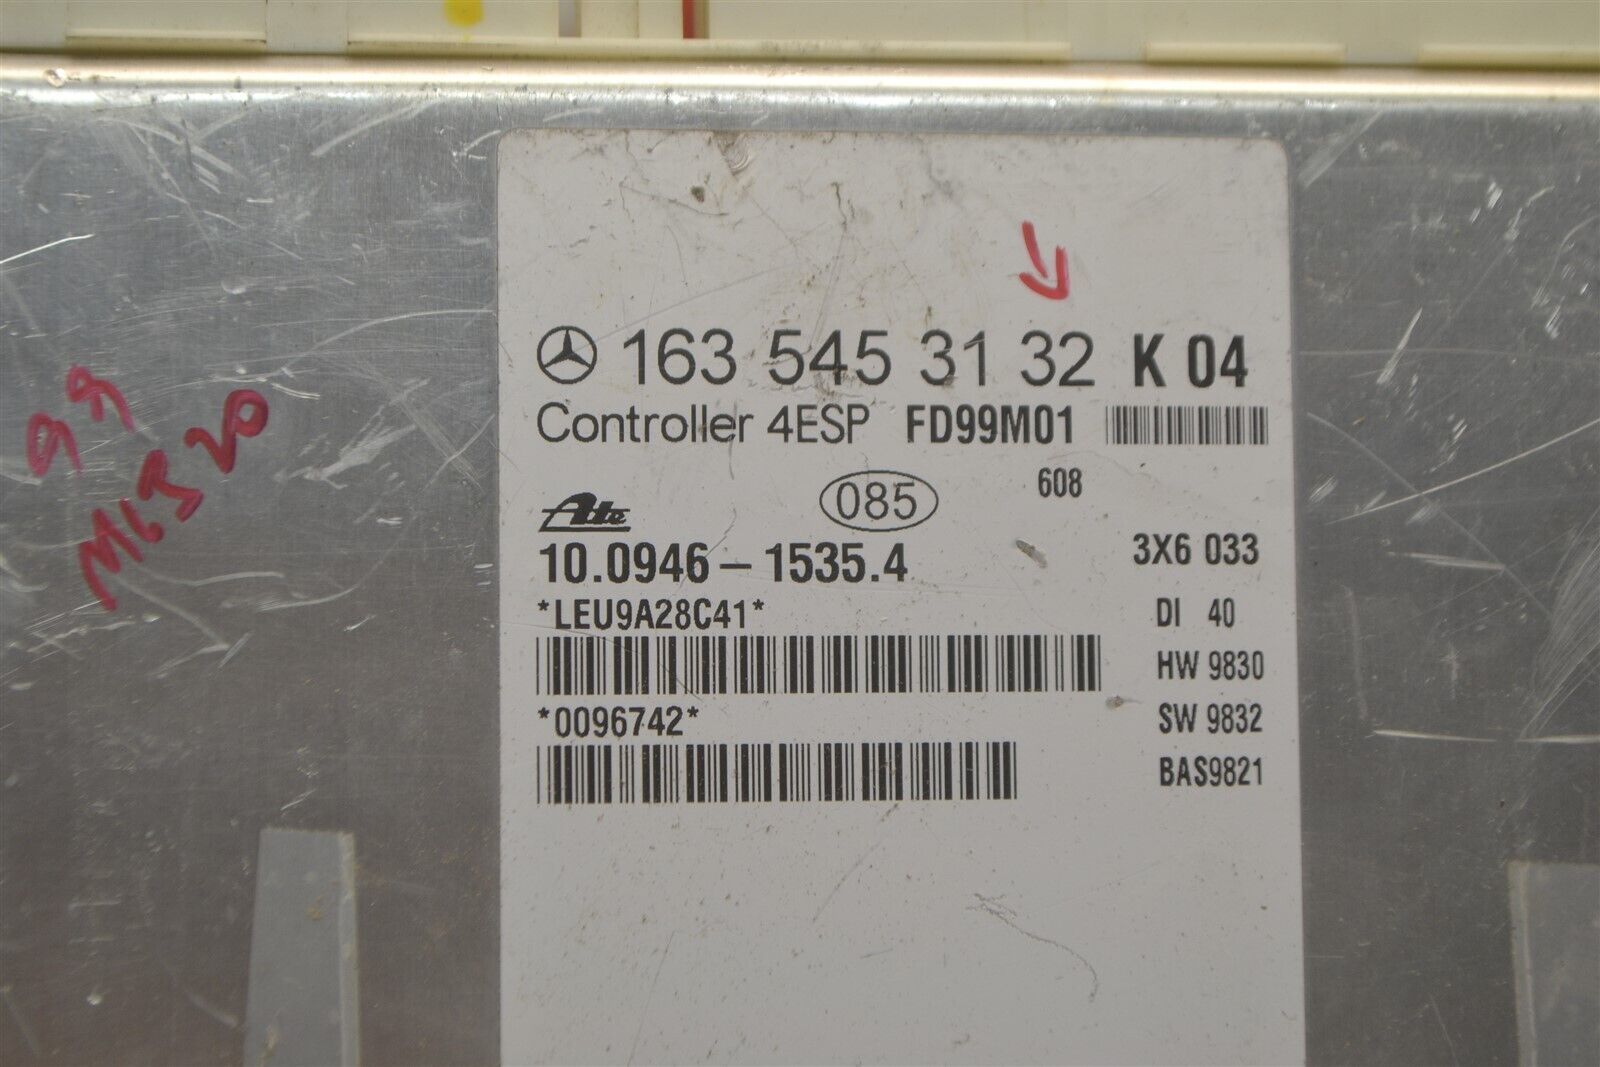 163 545 31 32 K 04
Controller 4ESP FD99M01
608
085
Ate
10.0946-1535.4
3X6 033
*LEU9A28C41*
DI 40
HW 9830
*0096742*
SW 9832
BAS9821
99